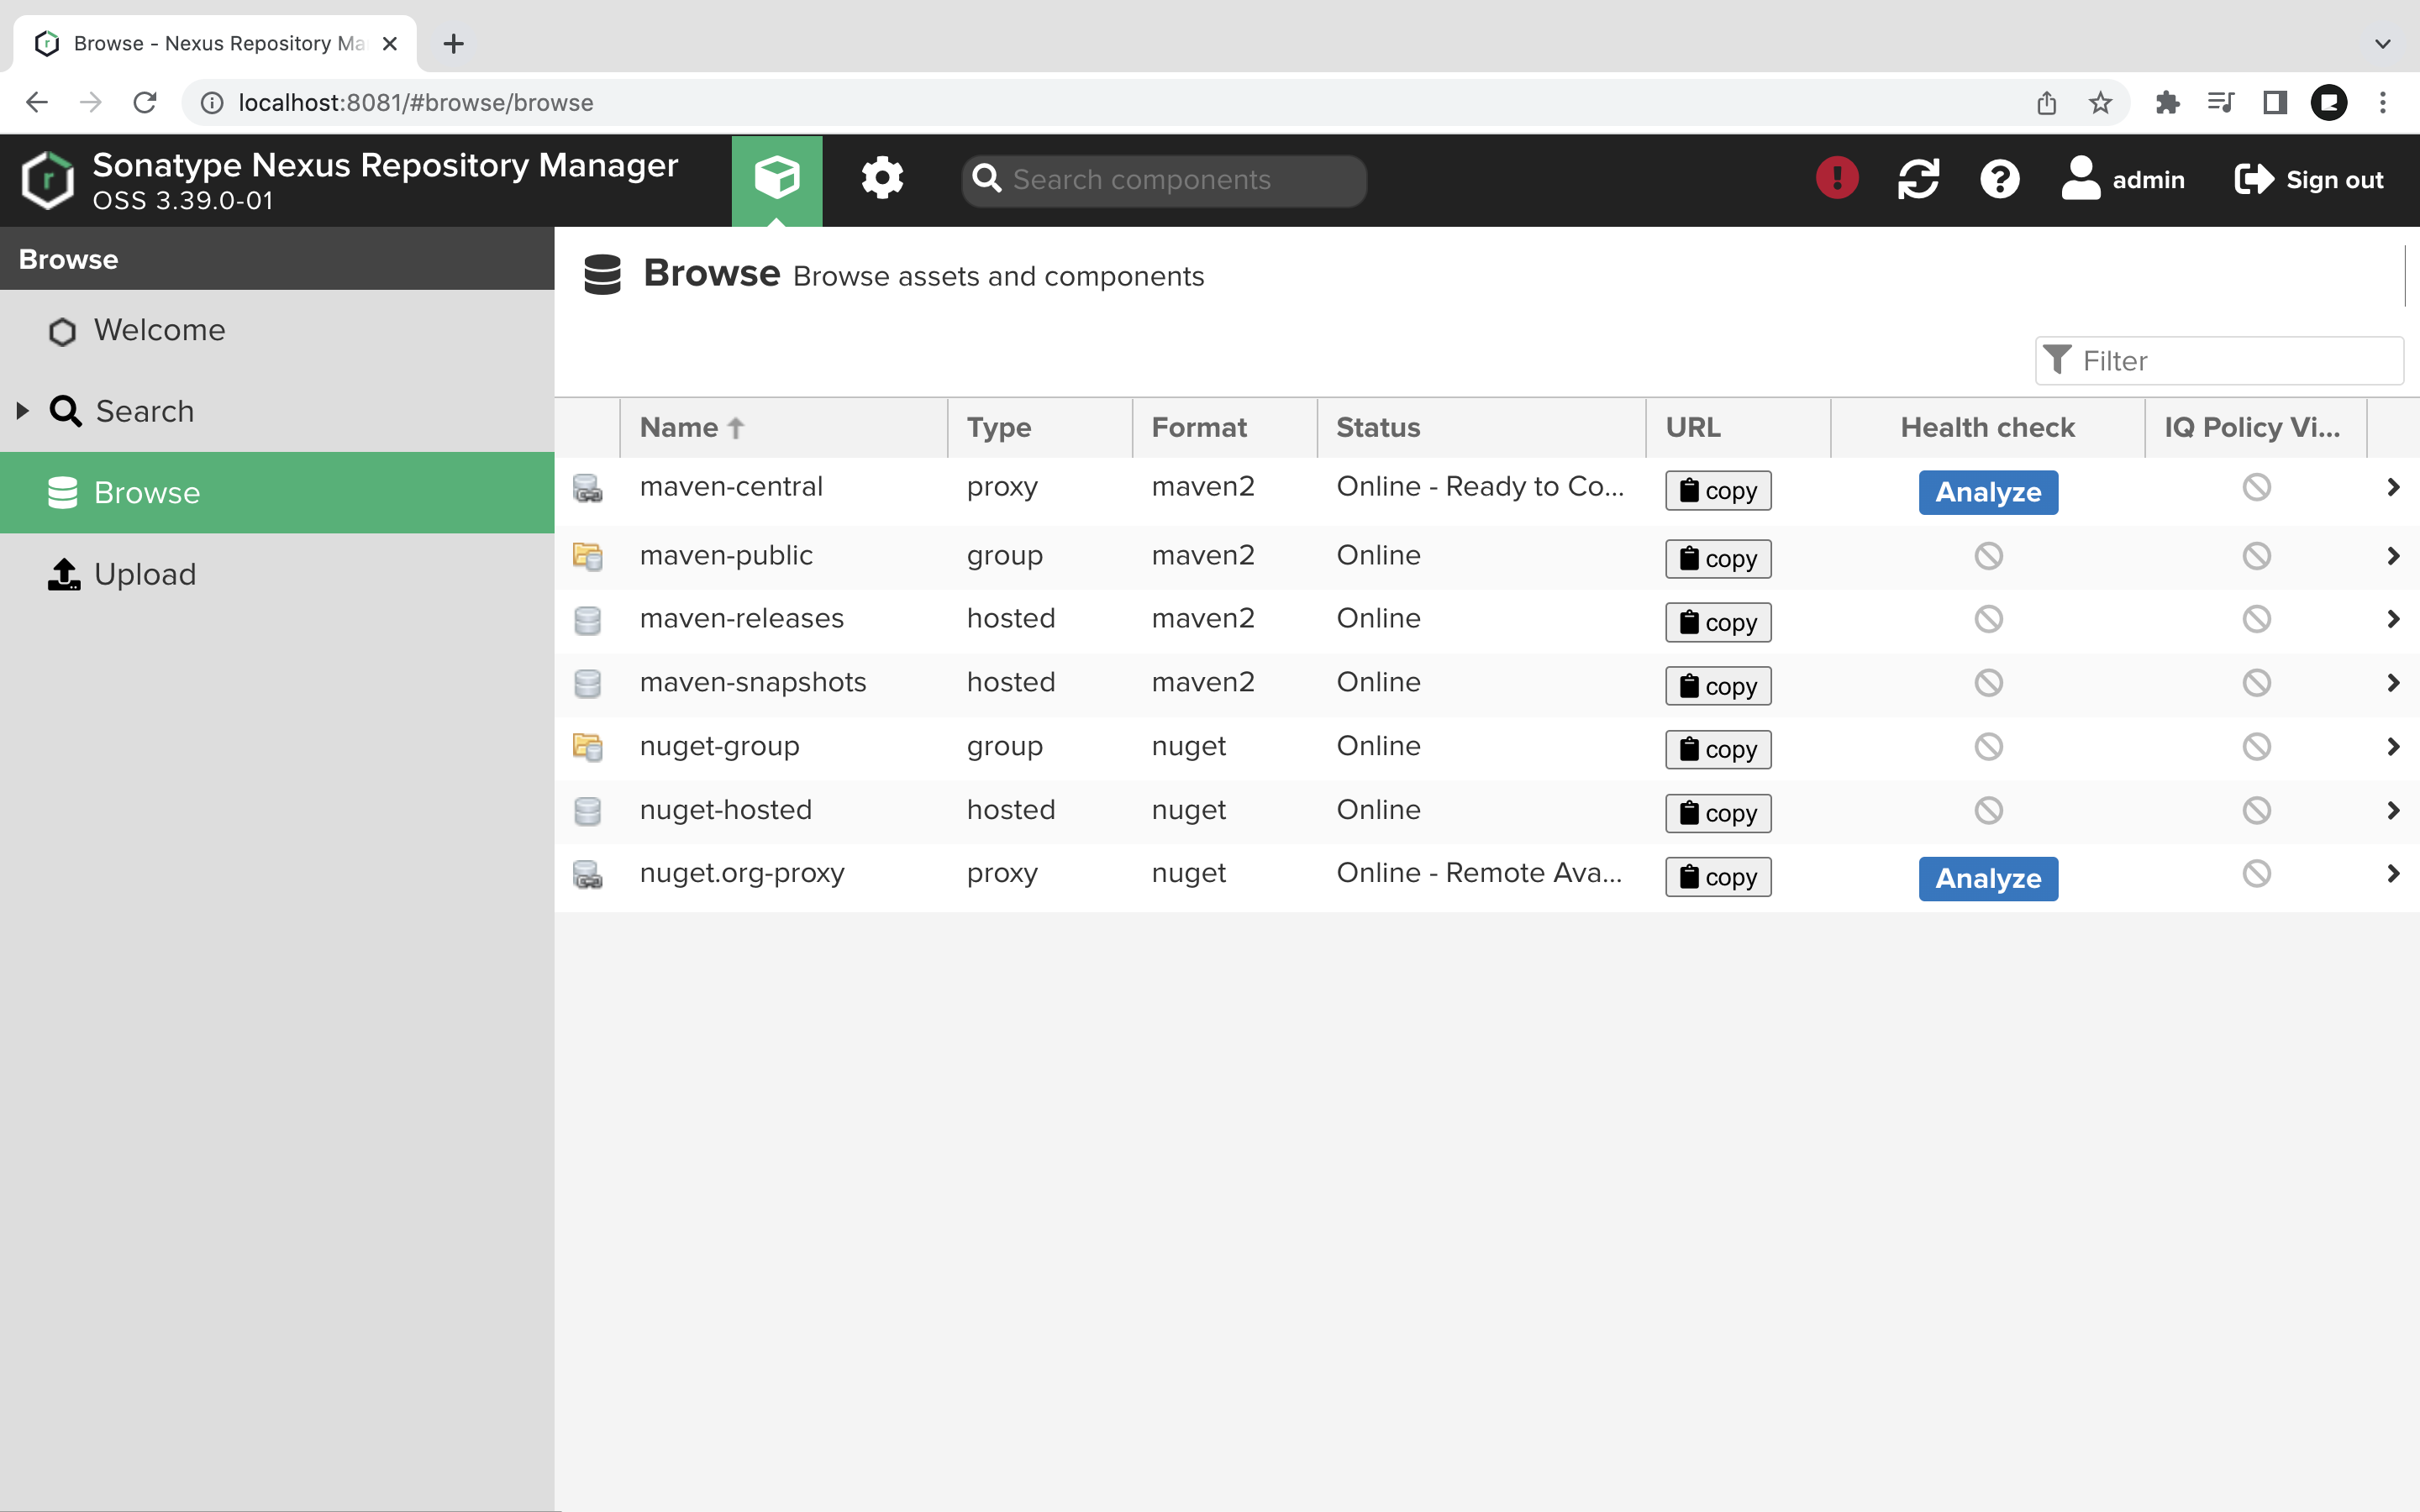 Browse - Nexus Repository Ma
localhost:8081/#browse/browse
Sonatype Nexus Repository Manager
OSS 3.39.0-01
Search components
admin
Sign out
Browse
Welcome
Search
Browse
Upload
Browse Browse assets and components
Filter
Name Type Format Status URL Health check IQ Policy Vi...
maven-central proxy maven2 Online - Ready to Co... copy Analyze
maven-public group maven2 Online copy
maven-releases hosted maven2 Online copy
maven-snapshots hosted maven2 Online copy
nuget-group group nuget Online copy
nuget-hosted hosted nuget Online copy
nuget.org-proxy proxy nuget Online - Remote Ava... copy Analyze